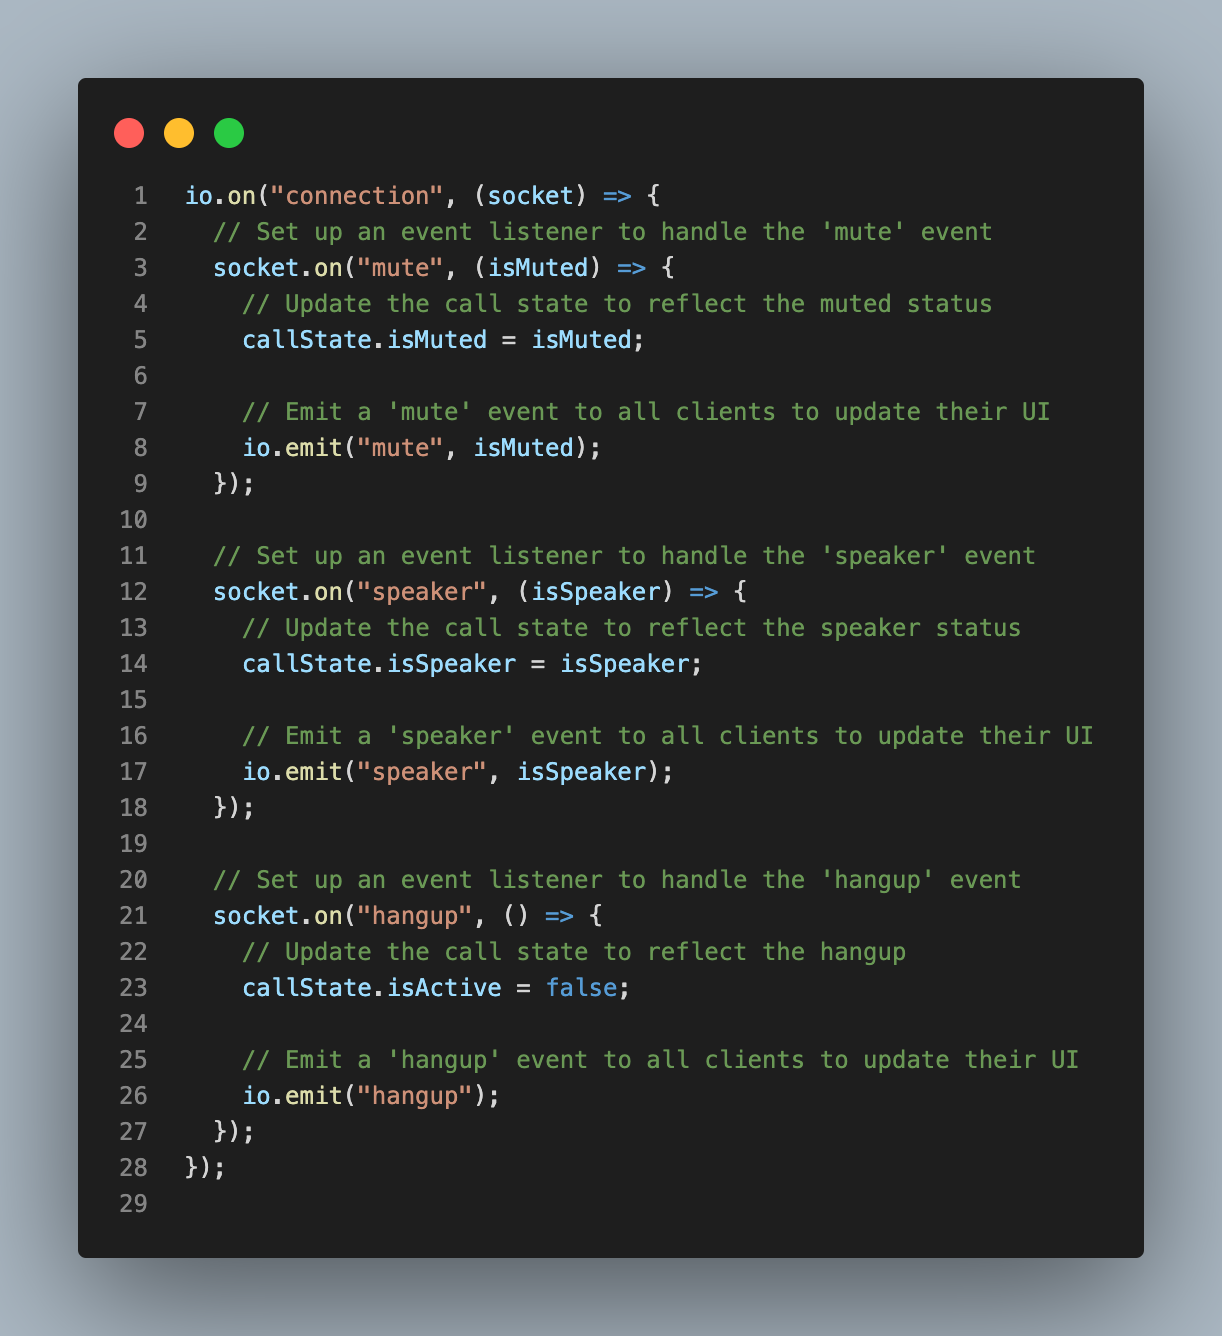 1 io.on("connection", (socket) => {
2 // Set up an event listener to handle the 'mute' event
3 socket.on("mute", (isMuted) => {
4 // Update the call state to reflect the muted status
5 callState.isMuted = isMuted;
6
7 // Emit a 'mute' event to all clients to update their UI
8 io.emit("mute", isMuted);
9 });
10
11 // Set up an event listener to handle the 'speaker' event
12 socket.on("speaker", (isSpeaker) => {
13 // Update the call state to reflect the speaker status
14 callState.isSpeaker = isSpeaker;
15
16 // Emit a 'speaker' event to all clients to update their UI
17 io.emit("speaker", isSpeaker);
18 });
19
20 // Set up an event listener to handle the 'hangup' event
21 socket.on("hangup", () => {
22 // Update the call state to reflect the hangup
23 callState.isActive = false;
24
25 // Emit a 'hangup' event to all clients to update their UI
26 io.emit("hangup");
27 });
28 });
29